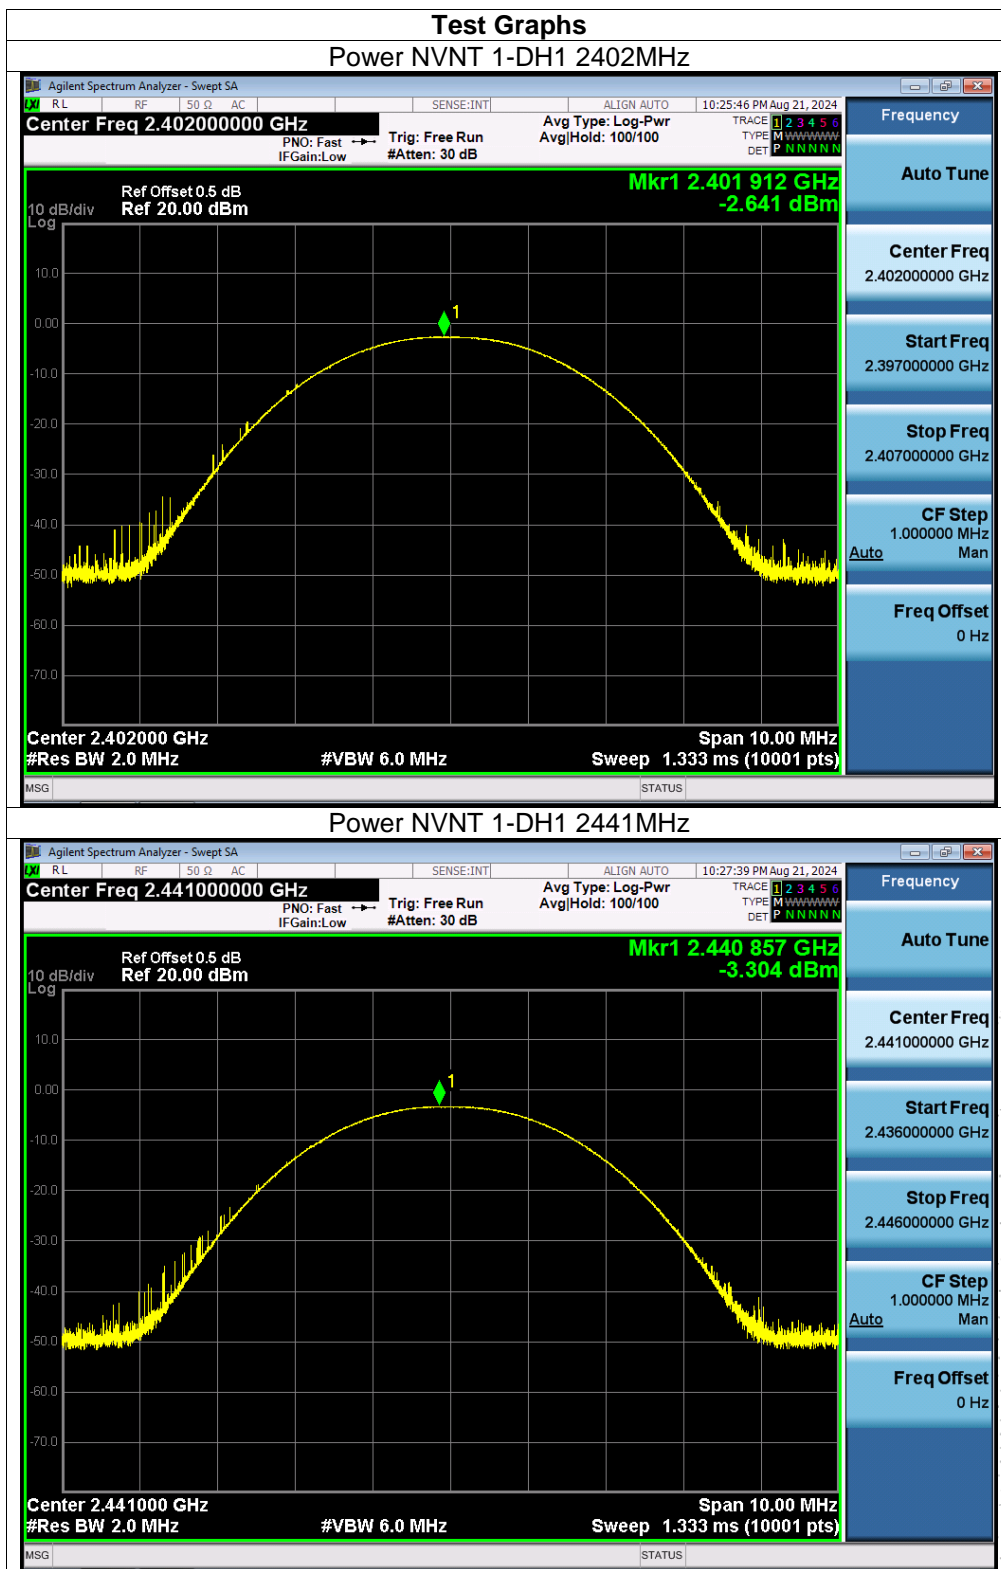 Test Graphs
Power NVNT 1-DH1 2402MHz
Agilent Spectrum Analyzer - Swept SA
LXI RL RF 50 Ω AC SENSE:INT ALIGN AUTO 10:25:46 PM Aug 21, 2024
Center Freq 2.402000000 GHz
PNO: Fast
IFGain:Low
Trig: Free Run
#Atten: 30 dB
Avg Type: Log-Pwr
Avg|Hold: 100/100
TRACE 1 2 3 4 5 6
TYPE M WWWWW
DET P N N N N N
Frequency
Auto Tune
Center Freq
2.402000000 GHz
Start Freq
2.397000000 GHz
Stop Freq
2.407000000 GHz
CF Step
1.000000 MHz
Auto Man
Freq Offset
0 Hz
Mkr1 2.401 912 GHz
-2.641 dBm
Ref Offset 0.5 dB
10 dB/div Ref 20.00 dBm
Log
10.0
1
0.00
-10.0
-20.0
-30.0
-40.0
-50.0
-60.0
-70.0
Center 2.402000 GHz Span 10.00 MHz
#Res BW 2.0 MHz #VBW 6.0 MHz Sweep 1.333 ms (10001 pts)
MSG STATUS
Power NVNT 1-DH1 2441MHz
Agilent Spectrum Analyzer - Swept SA
LXI RL RF 50 Ω AC SENSE:INT ALIGN AUTO 10:27:39 PM Aug 21, 2024
Center Freq 2.441000000 GHz
PNO: Fast
IFGain:Low
Trig: Free Run
#Atten: 30 dB
Avg Type: Log-Pwr
Avg|Hold: 100/100
TRACE 1 2 3 4 5 6
TYPE M WWWWW
DET P N N N N N
Frequency
Auto Tune
Center Freq
2.441000000 GHz
Start Freq
2.436000000 GHz
Stop Freq
2.446000000 GHz
CF Step
1.000000 MHz
Auto Man
Freq Offset
0 Hz
Mkr1 2.440 857 GHz
-3.304 dBm
Ref Offset 0.5 dB
10 dB/div Ref 20.00 dBm
Log
10.0
1
0.00
-10.0
-20.0
-30.0
-40.0
-50.0
-60.0
-70.0
Center 2.441000 GHz Span 10.00 MHz
#Res BW 2.0 MHz #VBW 6.0 MHz Sweep 1.333 ms (10001 pts)
MSG STATUS